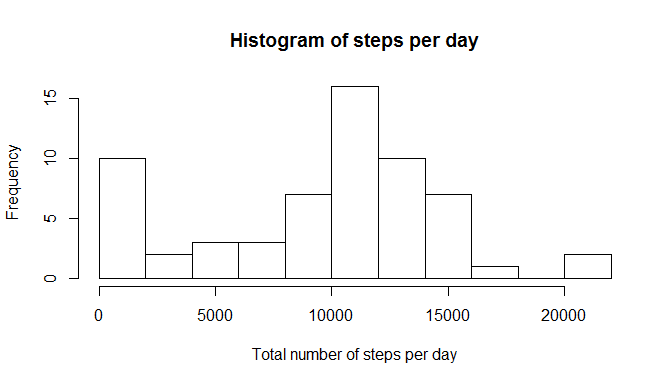 Histogram of steps per day
Frequency
15
10
5
0
0 5000 10000 15000 20000
Total number of steps per day